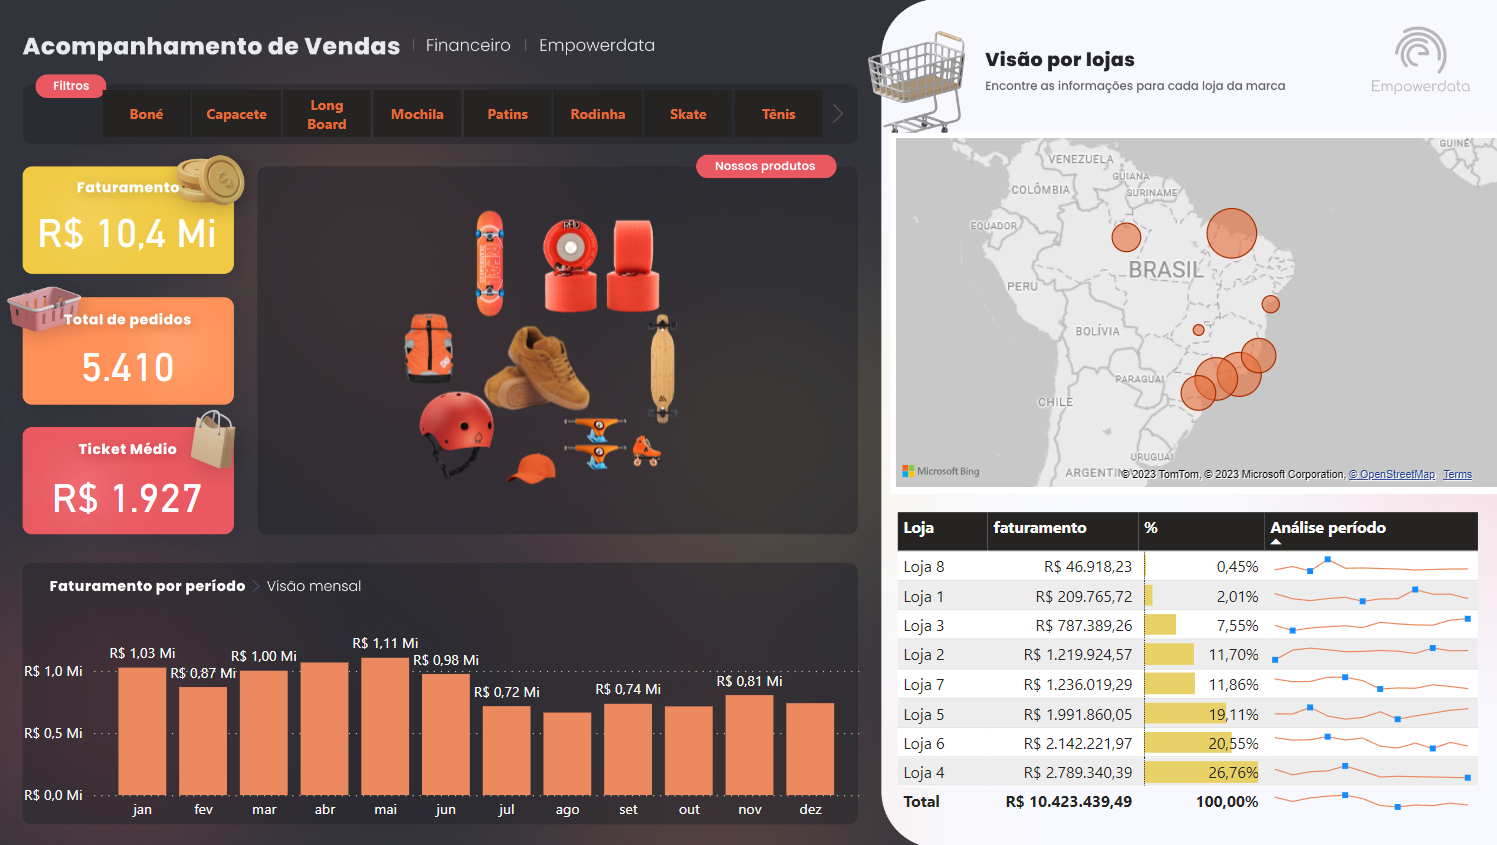 Acompanhamento de Vendas | Financeiro | Empowerdata
Filtros
Boné
Capacete
Long
Board
Mochila
Patins
Rodinha
Skate
Tênis
Faturamento
R$ 10,4 Mi
Total de pedidos
5.410
Ticket Médio
R$ 1.927
Nossos produtos
Faturamento por período > Visão mensal
R$ 1,0 Mi
R$ 0,5 Mi
R$ 0,0 Mi
R$ 1,03 Mi
R$ 0,87 Mi
R$ 1,00 Mi
R$ 1,11 Mi
R$ 0,98 Mi
R$ 0,72 Mi
R$ 0,74 Mi
R$ 0,81 Mi
jan fev mar abr mai jun jul ago set out nov dez
Visão por lojas
Encontre as informações para cada loja da marca
Empowerdata
VENEZUELA
GUIANA
SURINAME
COLÔMBIA
EQUADOR
GUINÉ
BRASIL
PERU
BOLÍVIA
PARAGUAI
CHILE
URUGUAI
ARGENTIN
Microsoft Bing
© 2023 TomTom, © 2023 Microsoft Corporation, © OpenStreetMap Terms
Loja faturamento % Análise período
Loja 8 R$ 46.918,23 0,45%
Loja 1 R$ 209.765,72 2,01%
Loja 3 R$ 787.389,26 7,55%
Loja 2 R$ 1.219.924,57 11,70%
Loja 7 R$ 1.236.019,29 11,86%
Loja 5 R$ 1.991.860,05 19,11%
Loja 6 R$ 2.142.221,97 20,55%
Loja 4 R$ 2.789.340,39 26,76%
Total R$ 10.423.439,49 100,00%